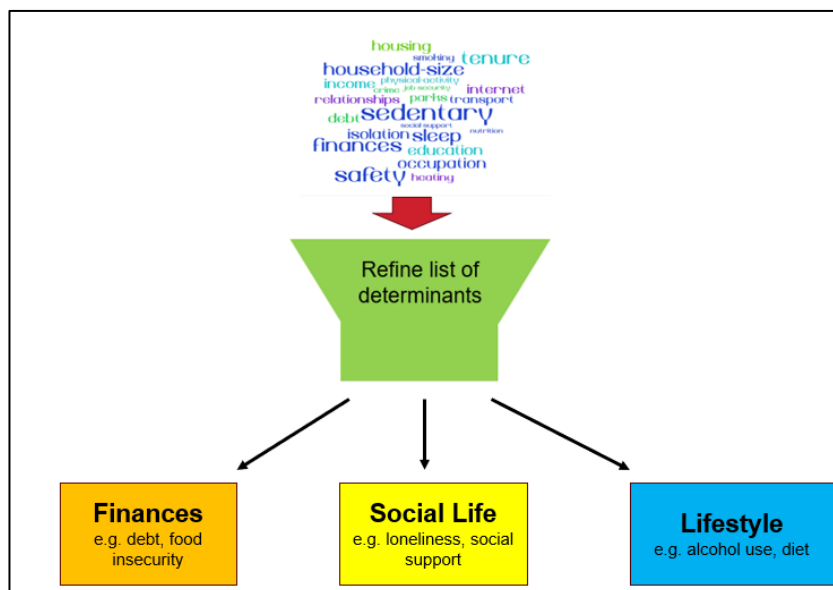 housing
smoking tenure
household-size
income physical-activity
crime job-security internet
relationships parks transport
debt sedentary
social support
isolation sleep nutrition
finances education
occupation
safety heating
Refine list of
determinants
Finances
e.g. debt, food
insecurity
Social Life
e.g. loneliness, social
support
Lifestyle
e.g. alcohol use, diet